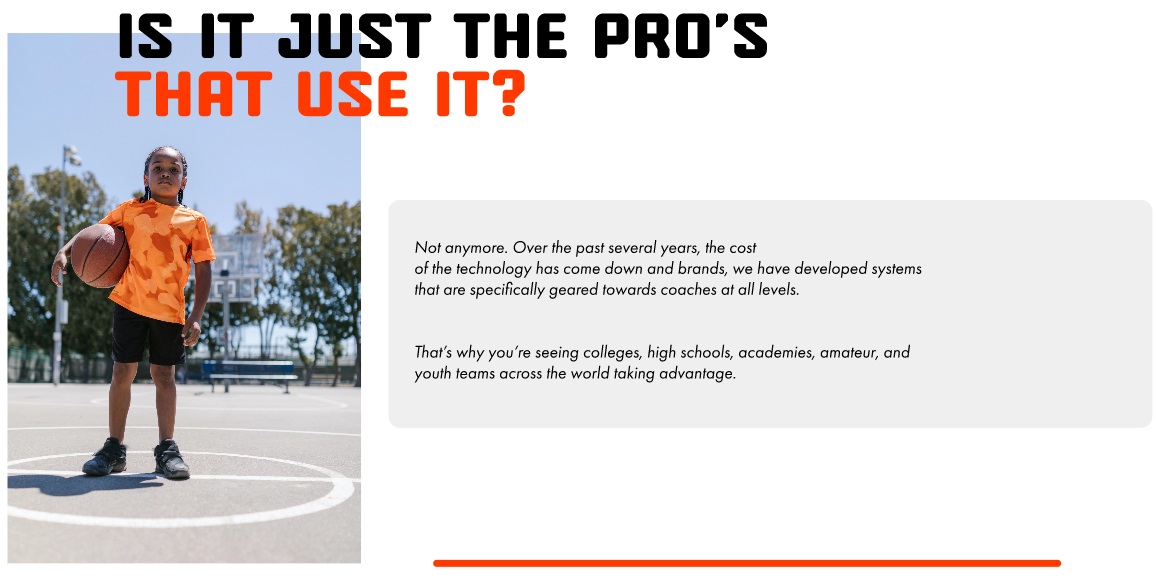 IS IT JUST THE PRO'S
THAT USE IT?
Not anymore. Over the past several years, the cost
of the technology has come down and brands, we have developed systems
that are specifically geared towards coaches at all levels.
That's why you're seeing colleges, high schools, academies, amateur, and
youth teams across the world taking advantage.